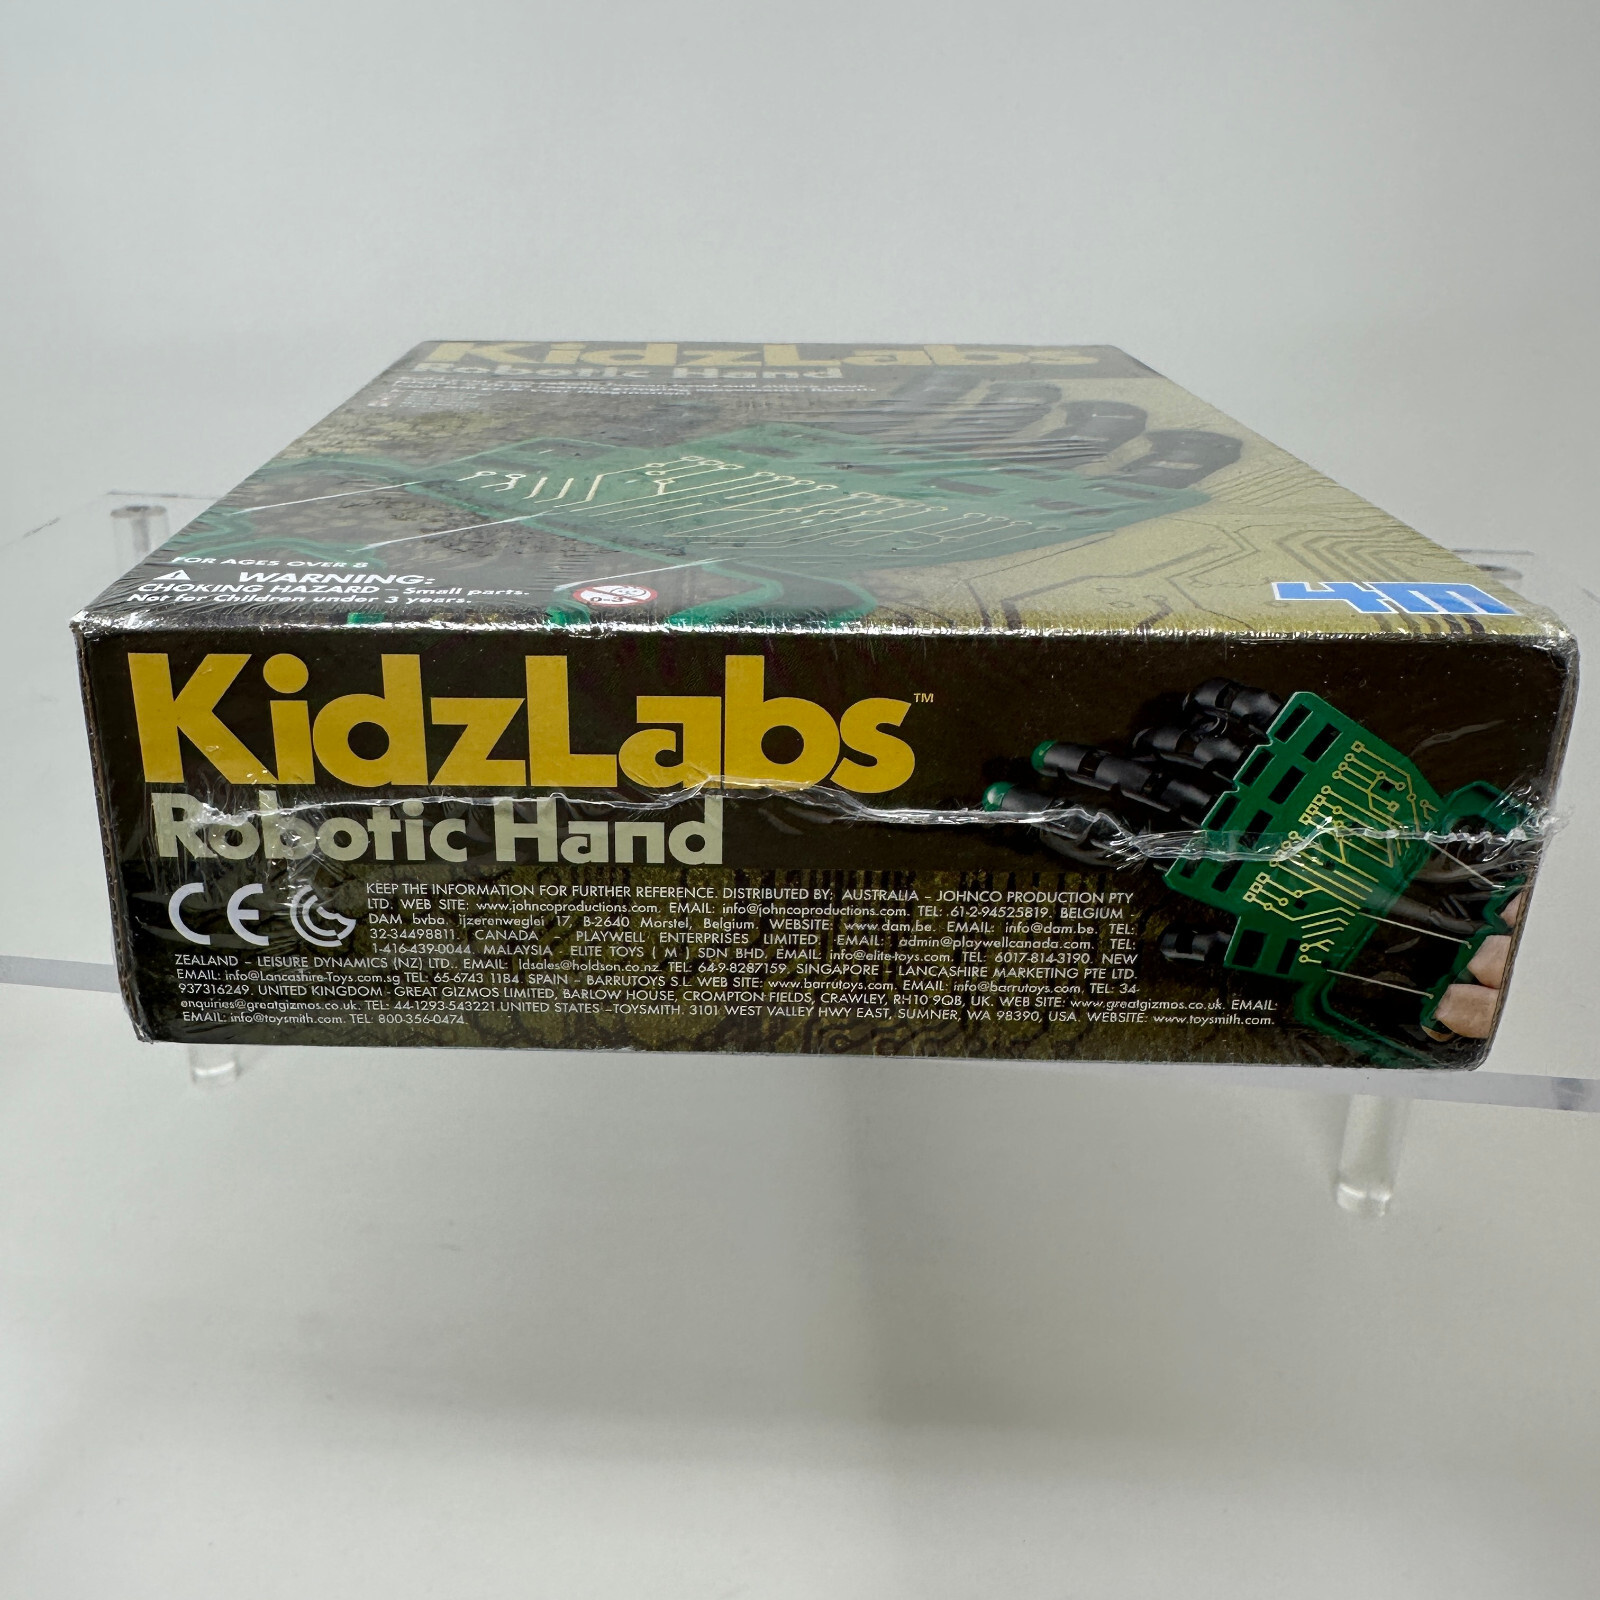 KidzLabs
Robotic Hand
FOR AGES OVER 8
WARNING:
CHOKING HAZARD – Small parts.
Not for Children under 3 years.
0-3
4M
KidzLabs™
Robotic Hand
CE
KEEP THE INFORMATION FOR FURTHER REFERENCE. DISTRIBUTED BY: AUSTRALIA – JOHNCO PRODUCTION PTY
LTD. WEB SITE: www.johncoproductions.com. EMAIL: info@johncoproductions.com. TEL: .61-2-94525819. BELGIUM -
DAM bvba. ijzerenweglei 17, B-2640 Morstel, Belgium. WEBSITE: www.dam.be. EMAIL: info@dam.be. TEL:
32-34498811. CANADA - PLAYWELL ENTERPRISES LIMITED. EMAIL: admin@playwellcanada.com. TEL:
1-416-439-0044. MALAYSIA - ELITE TOYS ( M ) SDN BHD. EMAIL: info@elite-toys.com. TEL: 6017-814-3190. NEW
ZEALAND – LEISURE DYNAMICS (NZ) LTD.. EMAIL: ldsales@holdson.co.nz. TEL. 649-8287159. SINGAPORE - LANCASHIRE MARKETING PTE LTD.
EMAIL: info@Lancashire-Toys.com.sg TEL: 65-6743 1184. SPAIN - BARRUTOYS S.L. WEB SITE: www.barrutoys.com. EMAIL: info@barrutoys.com, TEL: 34-
937316249. UNITED KINGDOM - GREAT GIZMOS LIMITED, BARLOW HOUSE, CROMPTON FIELDS, CRAWLEY, RH10 9QB, UK. WEB SITE: www.greatgizmos.co.uk. EMAIL:
enquiries@greatgizmos.co.uk. TEL: 44-1293-543221. UNITED STATES –TOYSMITH. 3101 WEST VALLEY HWY EAST, SUMNER, WA 98390, USA. WEBSITE: www.toysmith.com.
EMAIL: info@toysmith.com. TEL: 800-356-0474.